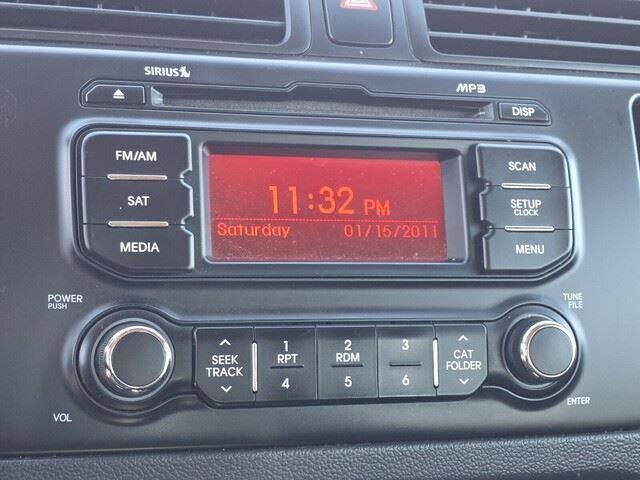 SIRIUS
MP3
DISP
FM/AM
SAT
MEDIA
11:32 PM
Saturday 01/15/2011
SCAN
SETUP
CLOCK
MENU
POWER
PUSH
VOL
SEEK
TRACK
1
RPT
4
2
RDM
5
3
6
CAT
FOLDER
TUNE
FILE
ENTER